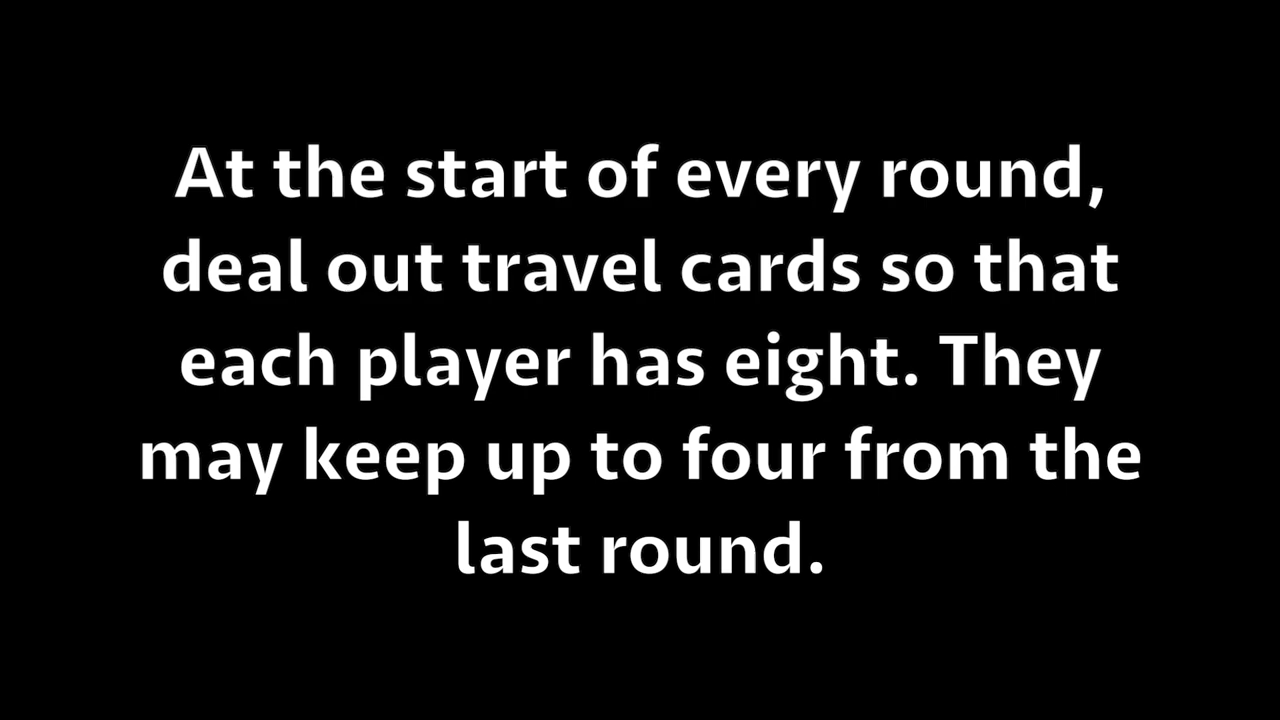 At the start of every round,
deal out travel cards so that
each player has eight. They
may keep up to four from the
last round.